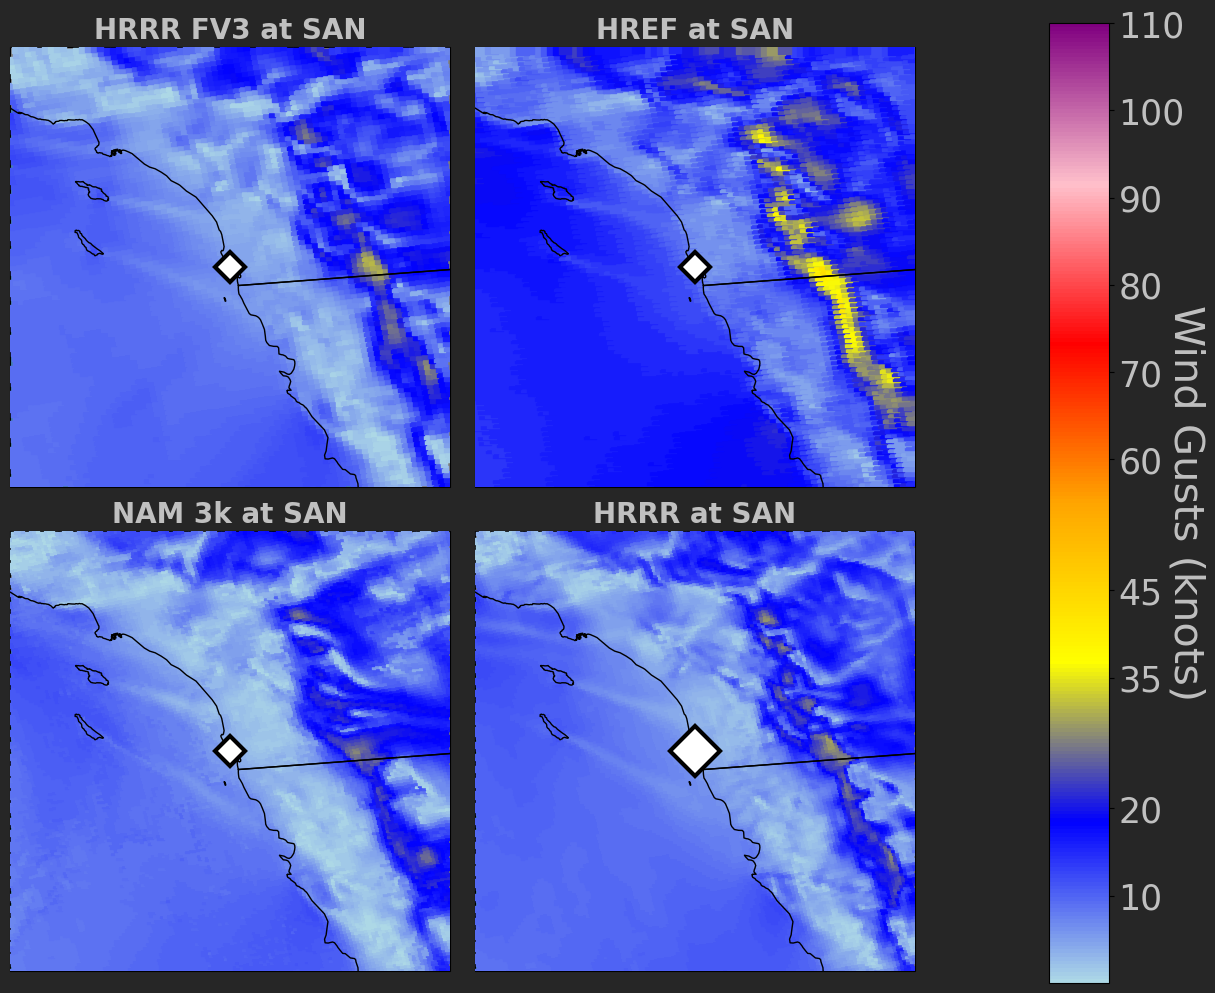 HRRR FV3 at SAN
HREF at SAN
NAM 3k at SAN
HRRR at SAN
110
100
90
80
70
60
45
35
20
10
Wind Gusts (knots)